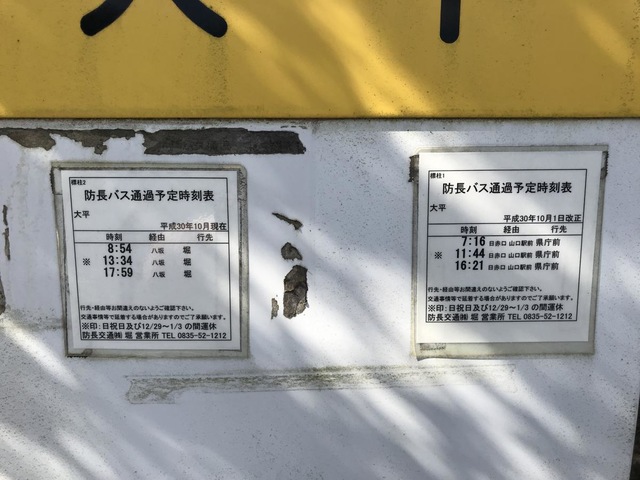 標柱2
防長バス通過予定時刻表
大平
平成30年10月現在
時刻 経由 行先
8:54 八坂 堀
※ 13:34 八坂 堀
17:59 八坂 堀
行先・経由等お間違えのないようご確認下さい。
交通事情等で延着する場合がありますのでご了承願います。
※印:日祝日及び12/29~1/3の間運休
防長交通㈱ 堀 営業所 TEL 0835-52-1212
標柱1
防長バス通過予定時刻表
大平
平成30年10月1日改正
時刻 経由 行先
7:16 日赤口 山口駅前 県庁前
※ 11:44 日赤口 山口駅前 県庁前
16:21 日赤口 山口駅前 県庁前
行先・経由等お間違えのないようご確認下さい。
交通事情等で延着する場合がありますのでご了承願います。
※印:日祝日及び12/29~1/3の間運休
防長交通㈱ 堀 営業所 TEL 0835-52-1212